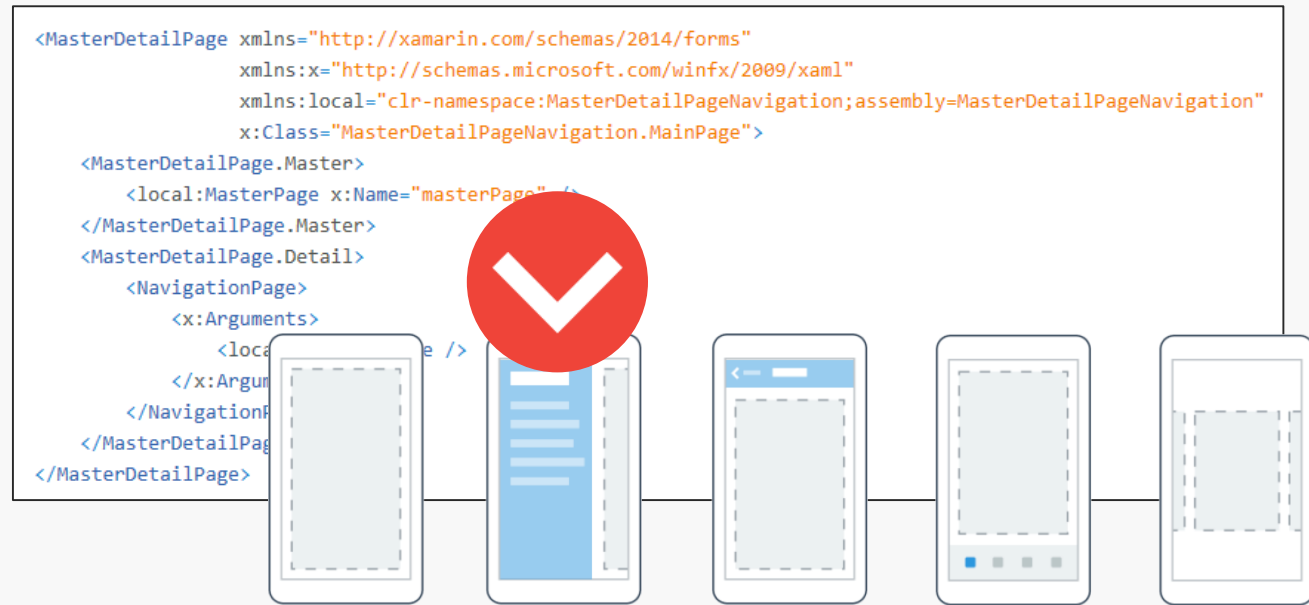 <MasterDetailPage xmlns="http://xamarin.com/schemas/2014/forms"
xmlns:x="http://schemas.microsoft.com/winfx/2009/xaml"
xmlns:local="clr-namespace:MasterDetailPageNavigation;assembly=MasterDetailPageNavigation"
x:Class="MasterDetailPageNavigation.MainPage">
<MasterDetailPage.Master>
<local:MasterPage x:Name="masterPage" />
</MasterDetailPage.Master>
<MasterDetailPage.Detail>
<NavigationPage>
<x:Arguments>
/>
</MasterDetailPage>